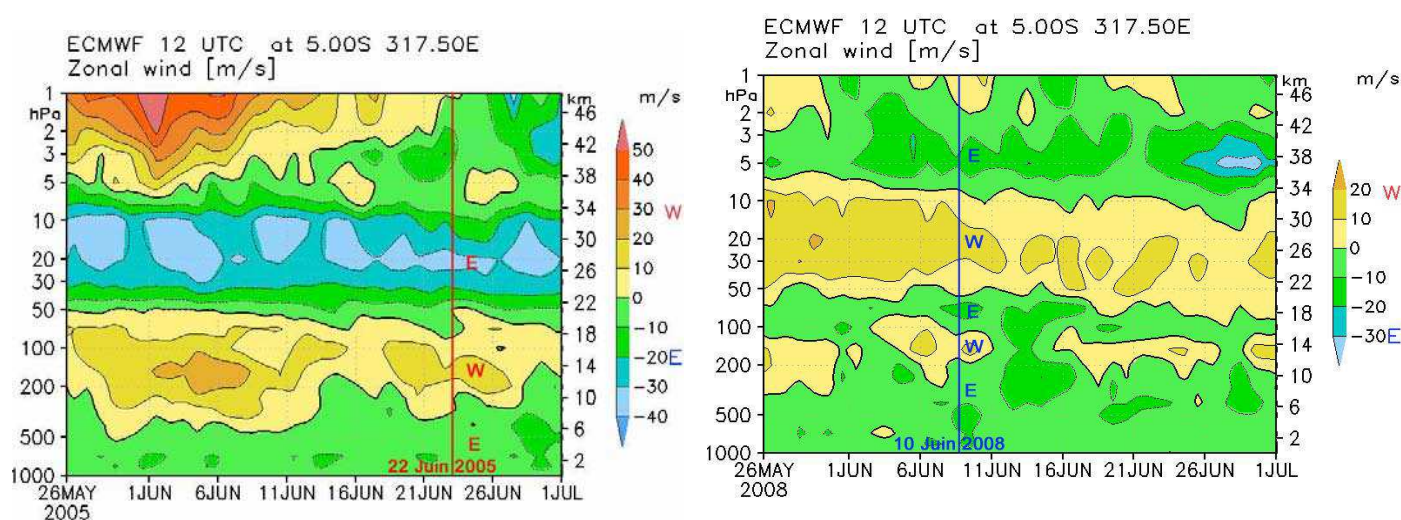 ECMWF 12 UTC at 5.00S 317.50E
Zonal wind [m/s]
1
hPa
2
3
5
10
20
30
50
100
200
500
1000
km
46
42
38
34
30
26
22
18
14
10
6
2
m/s
50
40
30
20
10
0
-10
-20
-30
-40
W
E
E
W
E
22 Juin 2005
26MAY
2005
1JUN
6JUN
11JUN
16JUN
21JUN
26JUN
1JUL
ECMWF 12 UTC at 5.00S 317.50E
Zonal wind [m/s]
1
hPa
2
3
5
10
20
30
50
100
200
500
1000
km
46
42
38
34
30
26
22
18
14
10
6
2
m/s
20
10
0
-10
-20
-30
W
E
E
W
E
W
E
10 Juin 2008
26MAY
2008
1JUN
6JUN
11JUN
16JUN
21JUN
26JUN
1JUL